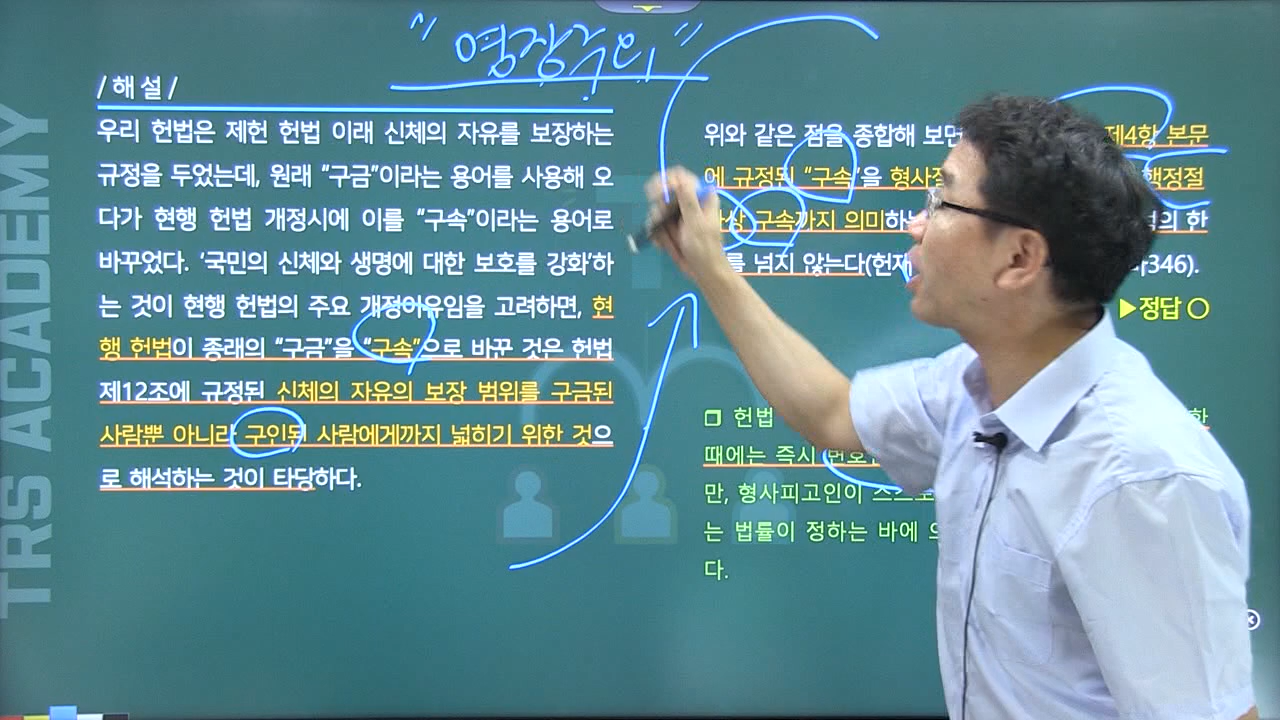 "영장주의"
/ 해 설 /
우리 헌법은 제헌 헌법 이래 신체의 자유를 보장하는
규정을 두었는데, 원래 "구금"이라는 용어를 사용해 오
다가 현행 헌법 개정시에 이를 "구속"이라는 용어로
바꾸었다. '국민의 신체와 생명에 대한 보호를 강화'하
는 것이 현행 헌법의 주요 개정이유임을 고려하면, 현
행 헌법이 종래의 "구금"을 "구속"으로 바꾼 것은 헌법
제12조에 규정된 신체의 자유의 보장 범위를 구금된
사람뿐 아니라 구인된 사람에게까지 넓히기 위한 것으
로 해석하는 것이 타당하다.
위와 같은 점을 종합해 보면 제4항 본문
에 규정된 "구속"을 행정절
상 구속까지 의미하는 한
를 넘지 않는다(헌재 346).
▶정답 ○
❒ 헌법 한
때에는 즉시 변호인
만, 형사피고인이 스스로
는 법률이 정하는 바에
다.
TRS ACADEMY